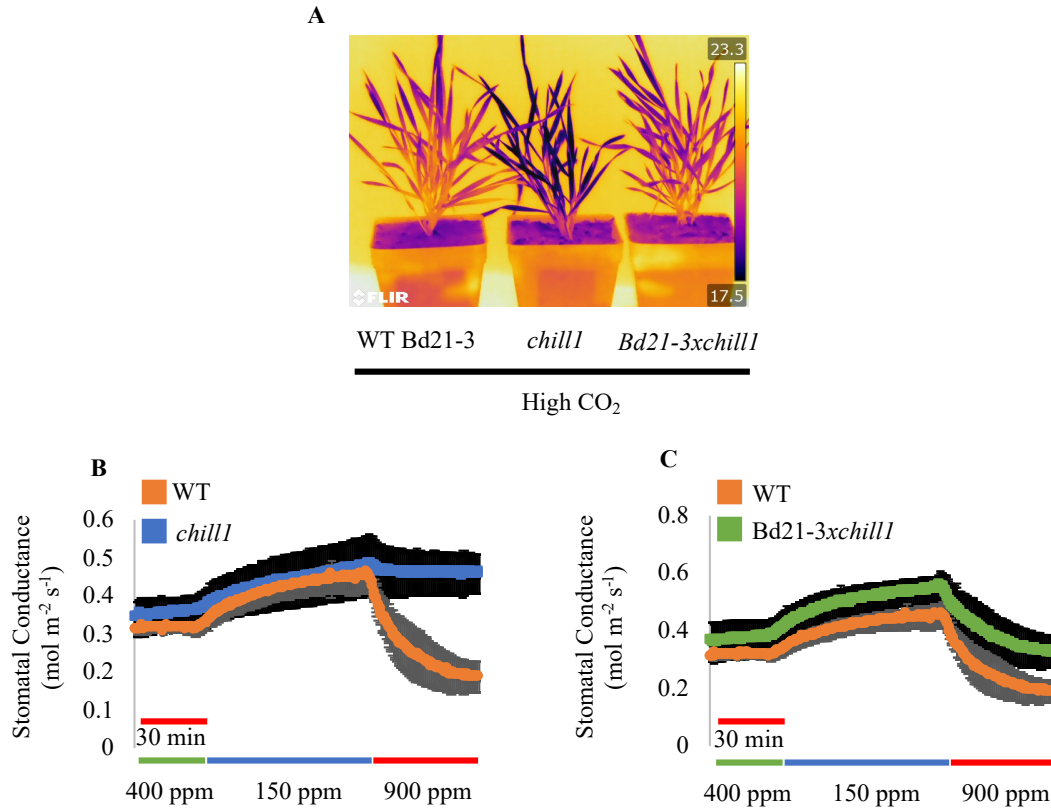 A
23.3
17.5
FLIR
WT Bd21-3 chill1 Bd21-3xchill1
High CO2
B
WT
chill1
Stomatal Conductance
(mol m-2 s-1)
0.6
0.5
0.4
0.3
0.2
0.1
0
30 min
400 ppm 150 ppm 900 ppm
C
WT
Bd21-3xchill1
Stomatal Conductance
(mol m-2 s-1)
0.8
0.6
0.4
0.2
0
30 min
400 ppm 150 ppm 900 ppm